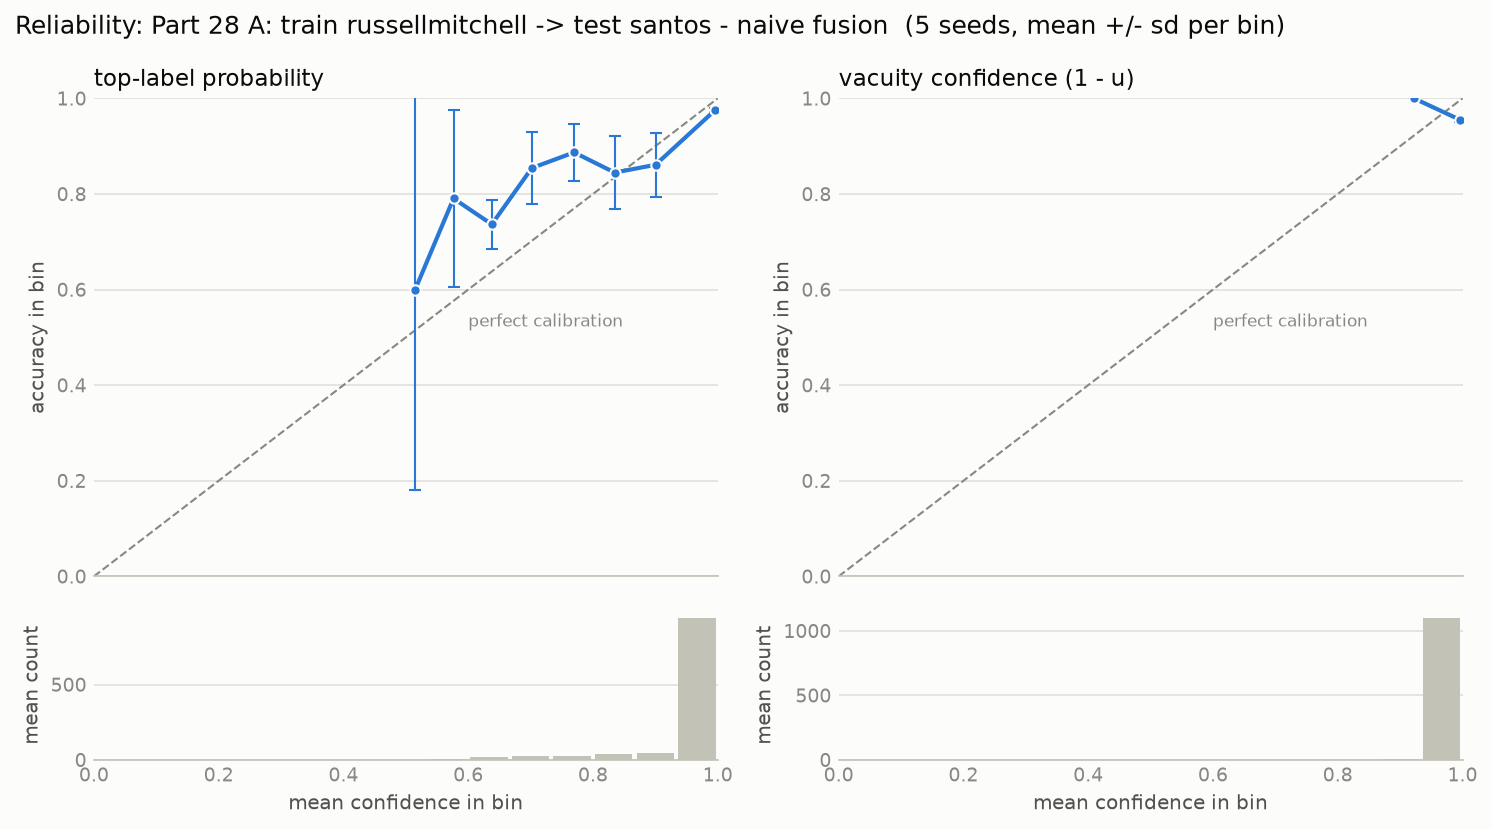 Reliability: Part 28 A: train russellmitchell -> test santos - naive fusion  (5 seeds, mean +/- sd per bin)
top-label probability
1.0
0.8
0.6
0.4
0.2
0.0
accuracy in bin
perfect calibration
vacuity confidence (1 - u)
1.0
0.8
0.6
0.4
0.2
0.0
accuracy in bin
perfect calibration
500
0
mean count
0.0 0.2 0.4 0.6 0.8 1.0
mean confidence in bin
1000
500
0
mean count
0.0 0.2 0.4 0.6 0.8 1.0
mean confidence in bin